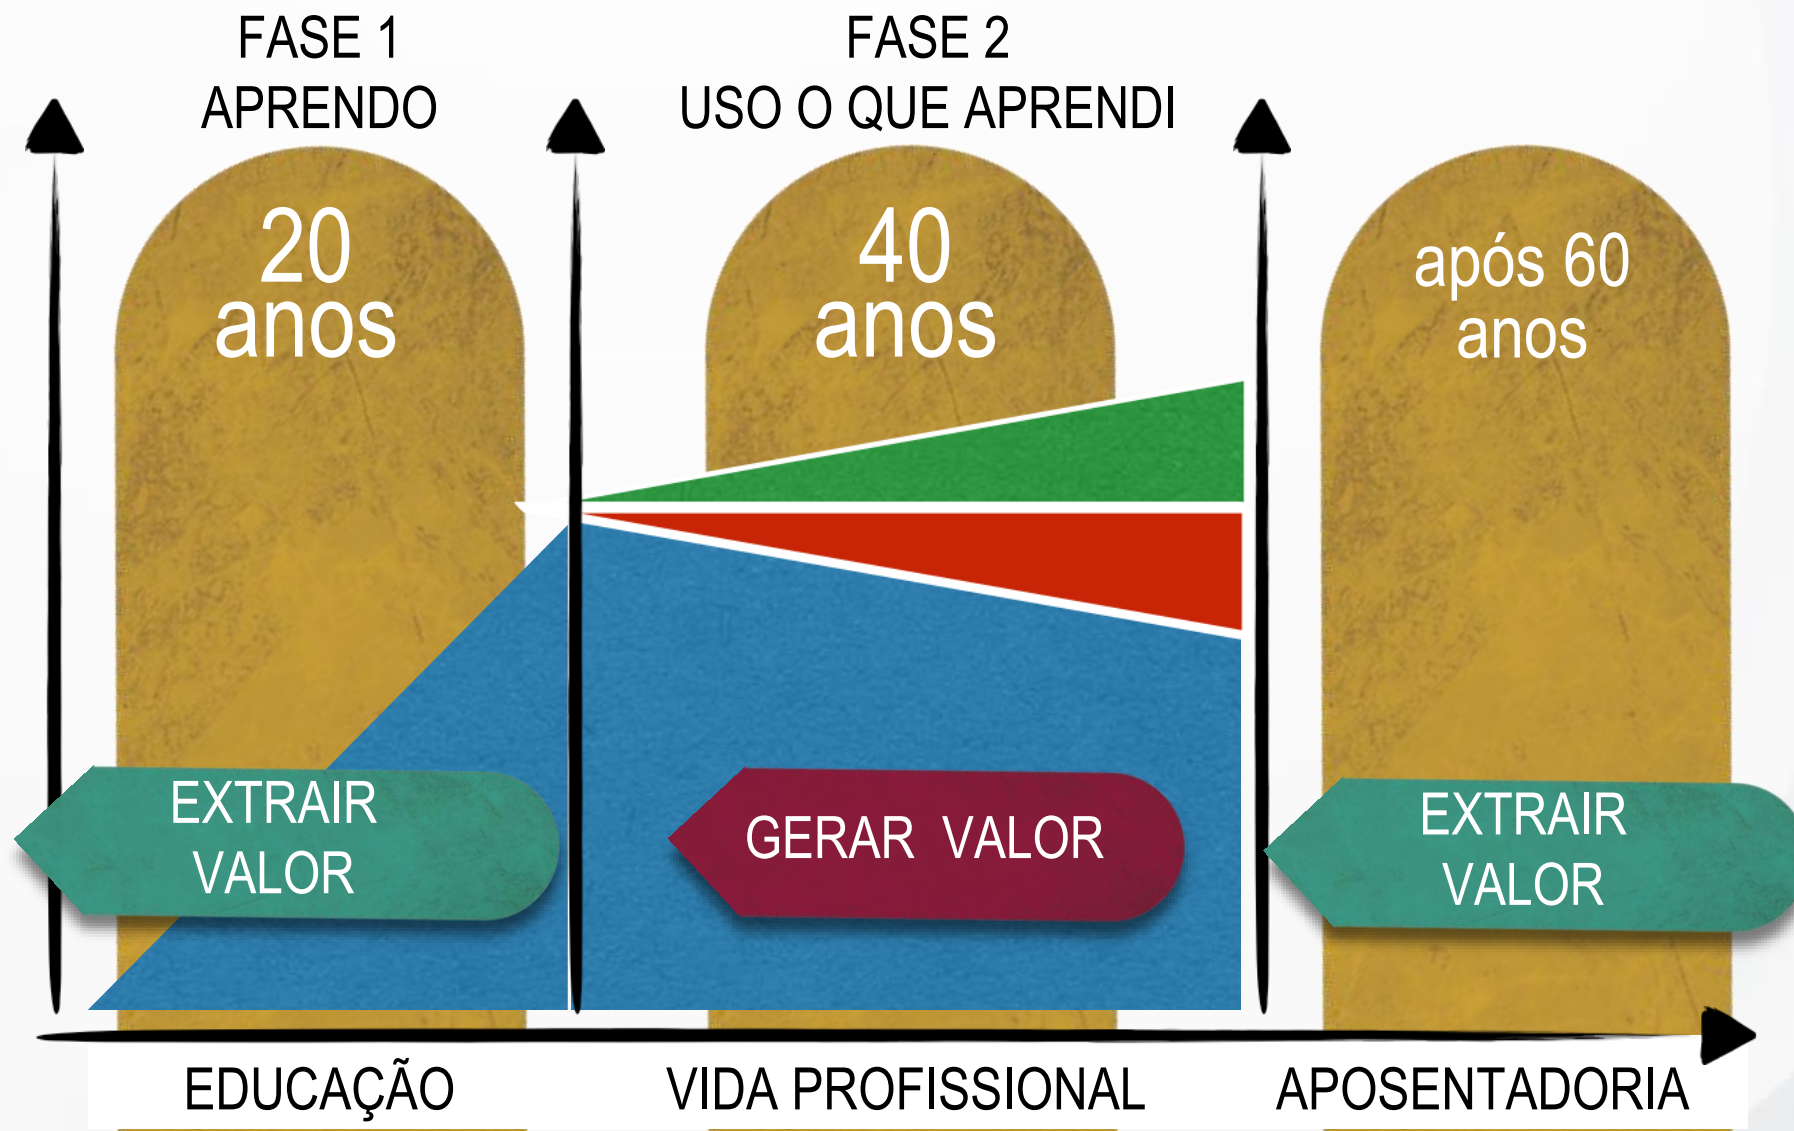 FASE 1
APRENDO
FASE 2
USO O QUE APRENDI
20
anos
40
anos
após 60
anos
EXTRAIR
VALOR
GERAR VALOR
EXTRAIR
VALOR
EDUCAÇÃO
VIDA PROFISSIONAL
APOSENTADORIA